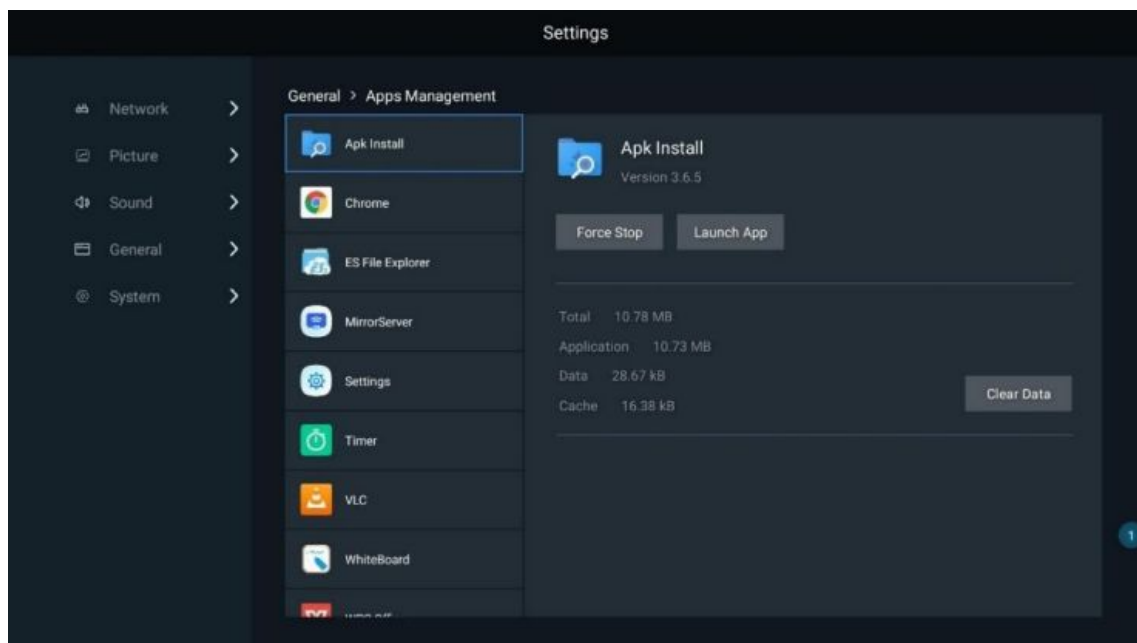 Settings
Network
Picture
Sound
General
System
General > Apps Management
Apk Install
Chrome
ES File Explorer
MirrorServer
Settings
Timer
VLC
WhiteBoard
Apk Install
Version 3.6.5
Force Stop Launch App
Total 10.78 MB
Application 10.73 MB
Data 28.67 kB
Cache 16.38 kB
Clear Data
1